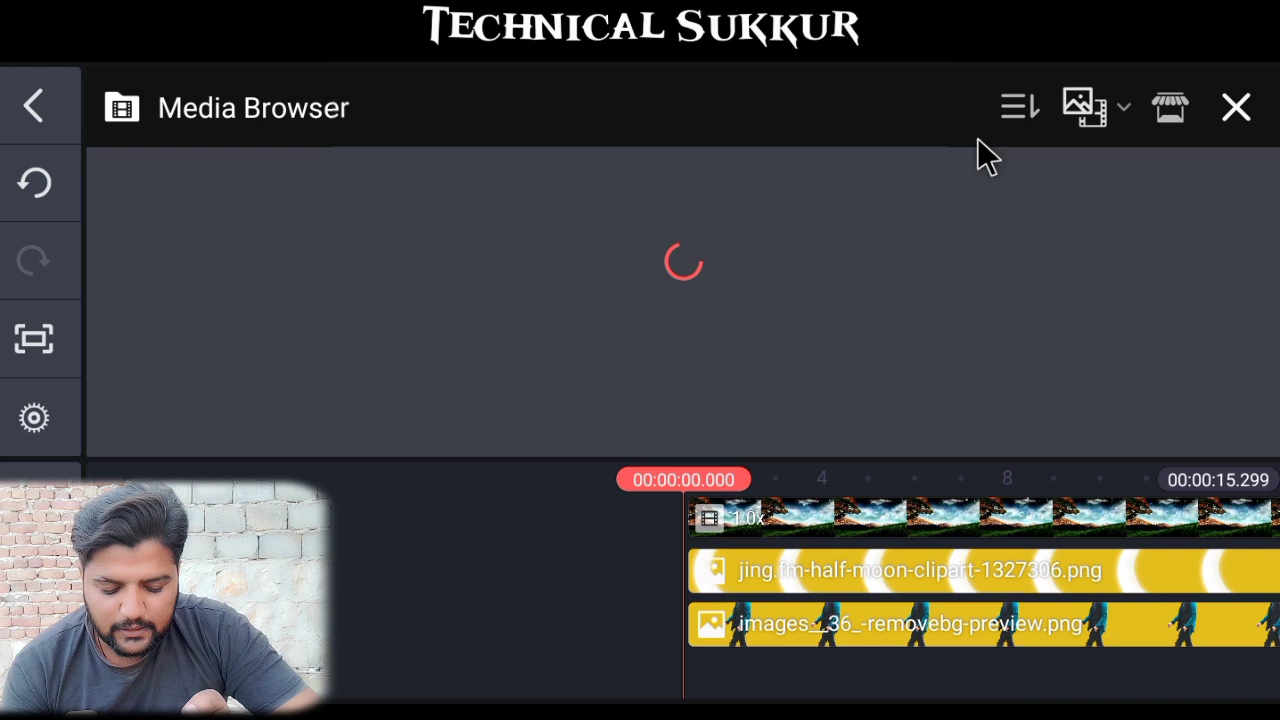 TECHNICAL SUKKUR
Media Browser
00:00:00.000
4
8
00:00:15.299
1.0x
jing.fm-half-moon-clipart-1327306.png
images__36_-removebg-preview.png